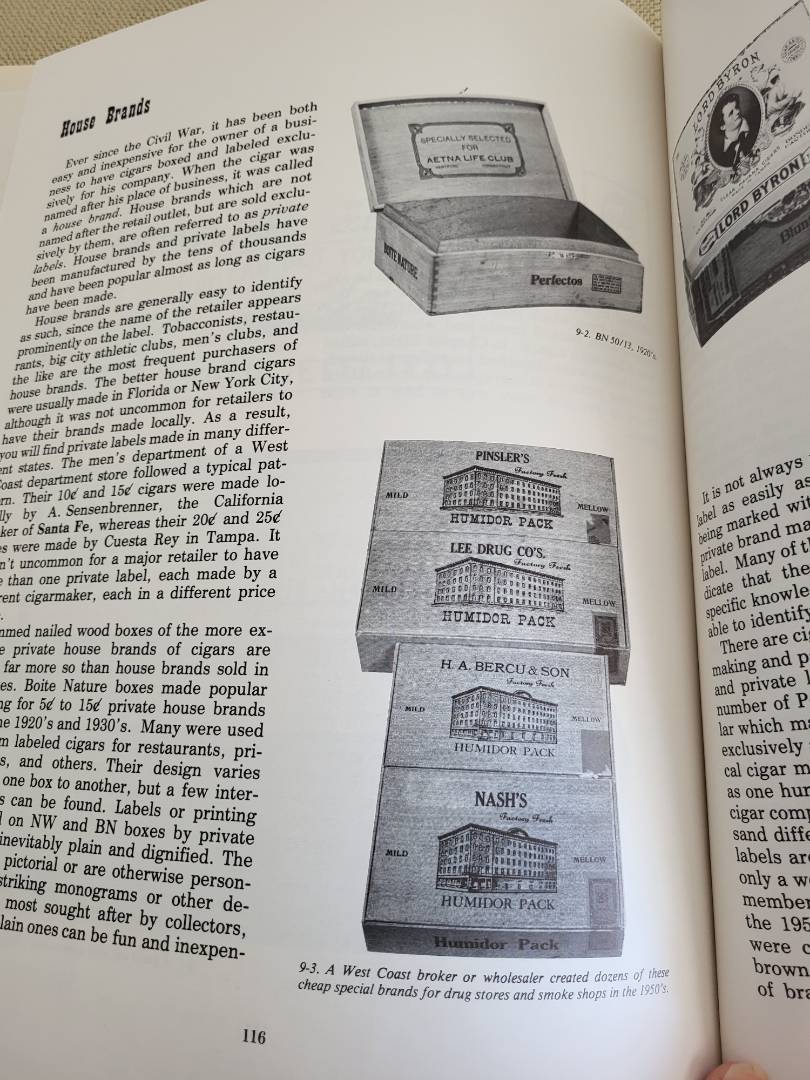 House Brands
Ever since the Civil War, it has been both
easy and inexpensive for the owner of a busi-
ness to have cigars boxed and labeled exclu-
sively for his company. When the cigar was
named after his place of business, it was called
a house brand. House brands which are not
named after the retail outlet, but are sold exclu-
sively by them, are often referred to as private
labels. House brands and private labels have
been manufactured by the tens of thousands
and have been popular almost as long as cigars
have been made.
House brands are generally easy to identify
as such, since the name of the retailer appears
prominently on the label. Tobacconists, restau-
rants, big city athletic clubs, men's clubs, and
the like are the most frequent purchasers of
house brands. The better house brand cigars
were usually made in Florida or New York City,
although it was not uncommon for retailers to
have their brands made locally. As a result,
you will find private labels made in many differ-
ent states. The men's department of a West
oast department store followed a typical pat-
rn. Their 10¢ and 15¢ cigars were made lo-
lly by A. Sensenbrenner, the California
ker of Santa Fe, whereas their 20¢ and 25¢
es were made by Cuesta Rey in Tampa. It
n't uncommon for a major retailer to have
e than one private label, each made by a
rent cigarmaker, each in a different price
.
mmed nailed wood boxes of the more ex-
e private house brands of cigars are
far more so than house brands sold in
es. Boite Nature boxes made popular
ng for 5¢ to 15¢ private house brands
he 1920's and 1930's. Many were used
m labeled cigars for restaurants, pri-
s, and others. Their design varies
one box to another, but a few inter-
s can be found. Labels or printing
l on NW and BN boxes by private
inevitably plain and dignified. The
pictorial or are otherwise person-
striking monograms or other de-
most sought after by collectors,
lain ones can be fun and inexpen-
116
SPECIALLY SELECTED
FOR
AETNA LIFE CLUB
HARTFORD CONNECTICUT
BOITE NATURE
Perfectos
9-2. BN 50/13, 1920's.
PINSLER'S
Factory Fresh
MILD
MELLOW
HUMIDOR PACK
LEE DRUG CO'S.
Factory Fresh
MILD
MELLOW
HUMIDOR PACK
H. A. BERCU & SON
Factory Fresh
MILD
MELLOW
HUMIDOR PACK
NASH'S
Factory Fresh
MILD
MELLOW
HUMIDOR PACK
Humidor Pack
9-3. A West Coast broker or wholesaler created dozens of these
cheap special brands for drug stores and smoke shops in the 1950's.
LORD BYRON
LORD BYRON
Blun
It is not always
label as easily as
being marked wit
private brand ma
label. Many of th
dicate that the
specific knowle
able to identify
There are ci
making and p
and private l
number of P
lar which ma
exclusively
cal cigar m
as one hun
cigar comp
sand diffe
labels are
only a we
member
the 195
were c
brown
of bra